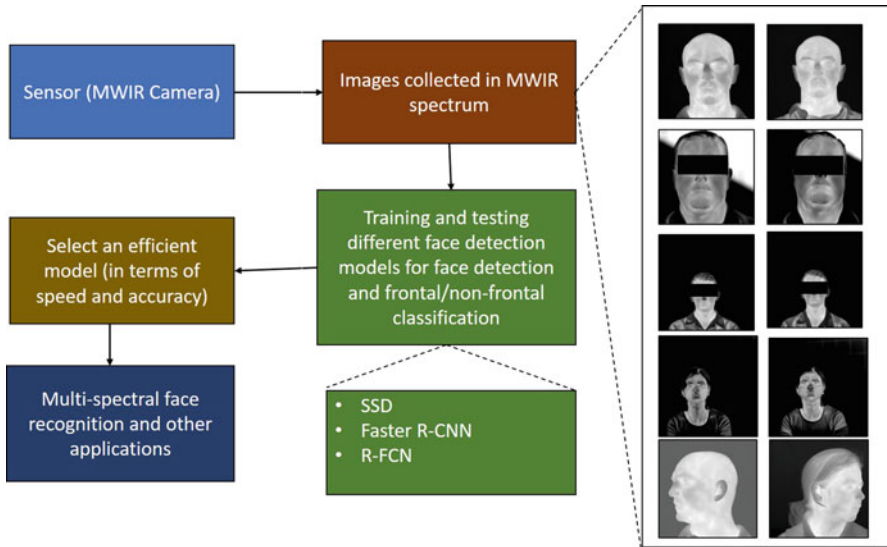 Sensor (MWIR Camera)
Images collected in MWIR
spectrum
Training and testing
different face detection
models for face detection
and frontal/non-frontal
classification
Select an efficient
model (in terms of
speed and accuracy)
Multi-spectral face
recognition and other
applications
• SSD
• Faster R-CNN
• R-FCN